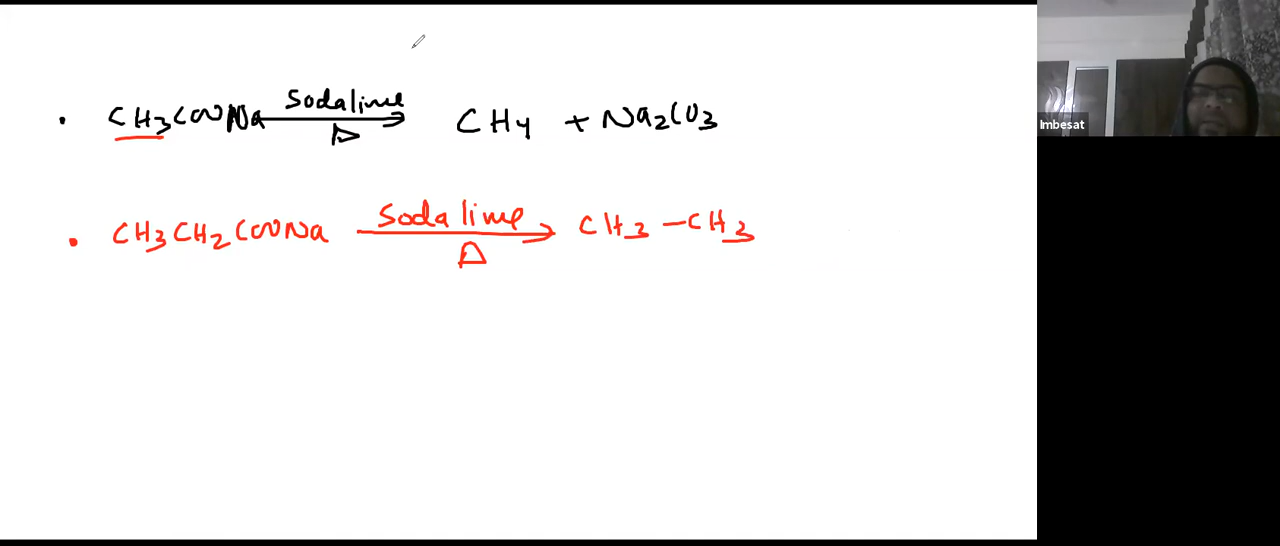 Sodalime
. CH3COONa ⟶ CH4 + Na2CO3
Δ
Soda lime
. CH3CH2COONa ⟶ CH3—CH3
Δ
Imbesat